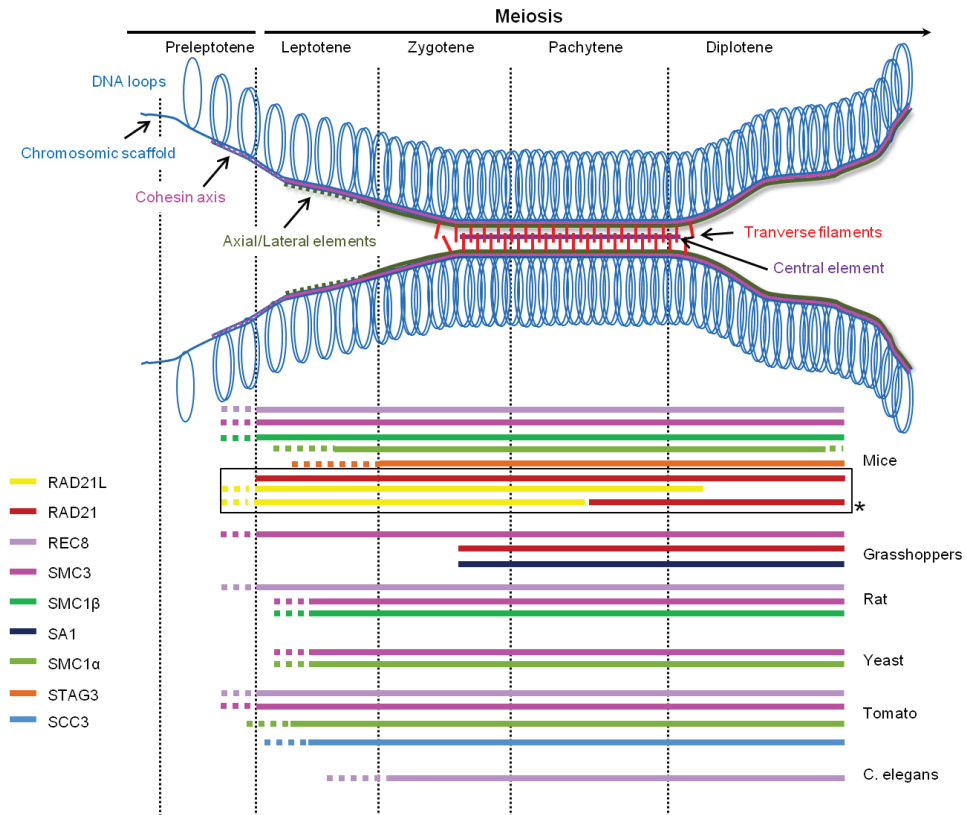 Meiosis
Preleptotene
Leptotene
Zygotene
Pachytene
Diplotene
DNA loops
Chromosomic scaffold
Cohesin axis
Axial/Lateral elements
Tranverse filaments
Central element
Mice
*
RAD21L
RAD21
REC8
SMC3
SMC1β
SA1
SMC1α
STAG3
SCC3
Grasshoppers
Rat
Yeast
Tomato
C. elegans